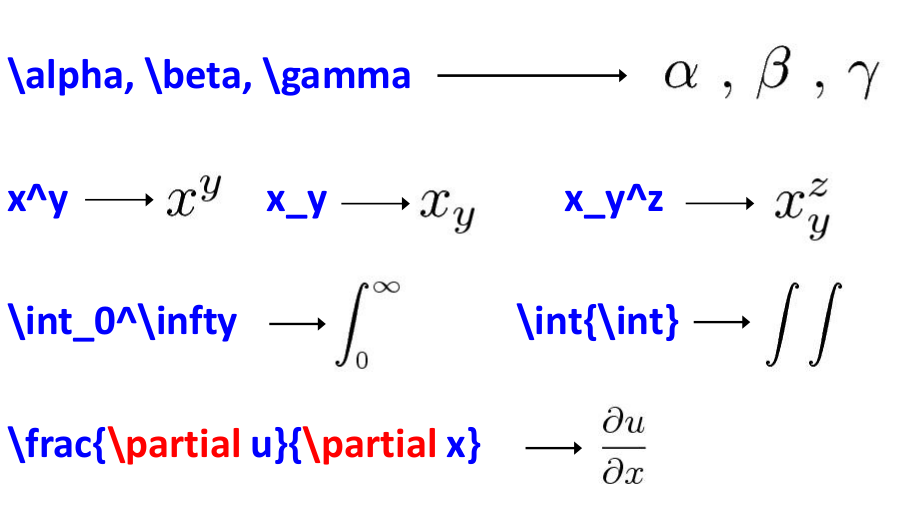 \alpha, \beta, \gamma ⟶ α , β , γ
x^y ⟶ x^y x_y ⟶ x_y x_y^z ⟶ x_y^z
\int_0^\infty ⟶ ∫_0^∞ \int{\int} ⟶ ∫∫
\frac{\partial u}{\partial x} ⟶ ∂u/∂x